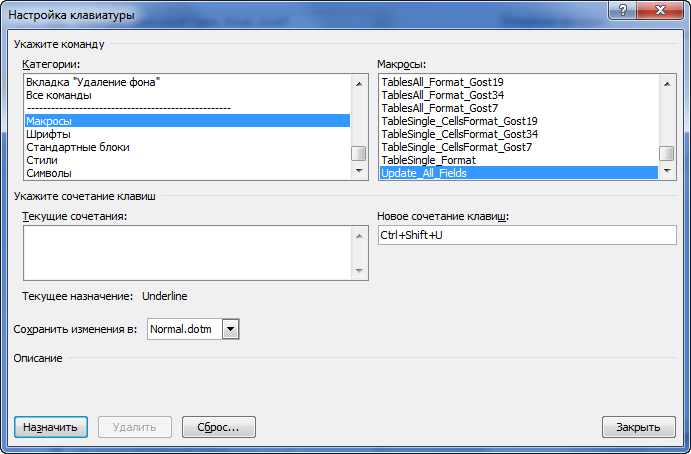 Настройка клавиатуры
Укажите команду
Категории:
Вкладка "Удаление фона"
Все команды
--------------------------------------------------
Макросы
Шрифты
Стандартные блоки
Стили
Символы
Макросы:
TablesAll_Format_Gost19
TablesAll_Format_Gost34
TablesAll_Format_Gost7
TableSingle_CellsFormat_Gost19
TableSingle_CellsFormat_Gost34
TableSingle_CellsFormat_Gost7
TableSingle_Format
Update_All_Fields
Укажите сочетание клавиш
Текущие сочетания:
Новое сочетание клавиш:
Ctrl+Shift+U
Текущее назначение: Underline
Сохранить изменения в: Normal.dotm
Описание
Назначить Удалить Сброс... Закрыть